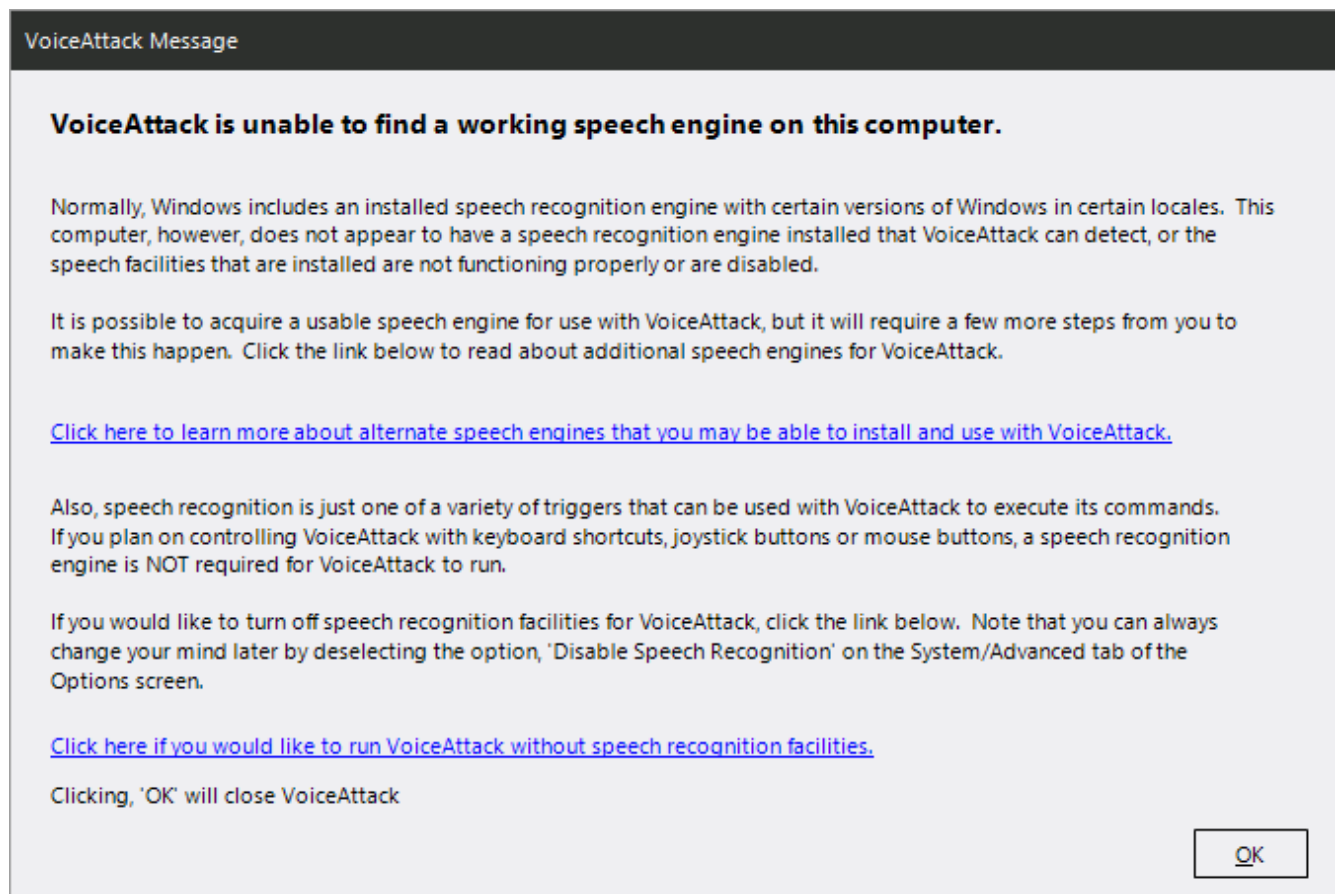 VoiceAttack Message
VoiceAttack is unable to find a working speech engine on this computer.
Normally, Windows includes an installed speech recognition engine with certain versions of Windows in certain locales.  This
computer, however, does not appear to have a speech recognition engine installed that VoiceAttack can detect, or the
speech facilities that are installed are not functioning properly or are disabled.
It is possible to acquire a usable speech engine for use with VoiceAttack, but it will require a few more steps from you to
make this happen.  Click the link below to read about additional speech engines for VoiceAttack.
Click here to learn more about alternate speech engines that you may be able to install and use with VoiceAttack.
Also, speech recognition is just one of a variety of triggers that can be used with VoiceAttack to execute its commands.
If you plan on controlling VoiceAttack with keyboard shortcuts, joystick buttons or mouse buttons, a speech recognition
engine is NOT required for VoiceAttack to run.
If you would like to turn off speech recognition facilities for VoiceAttack, click the link below.  Note that you can always
change your mind later by deselecting the option, 'Disable Speech Recognition' on the System/Advanced tab of the
Options screen.
Click here if you would like to run VoiceAttack without speech recognition facilities.
Clicking, 'OK' will close VoiceAttack
OK